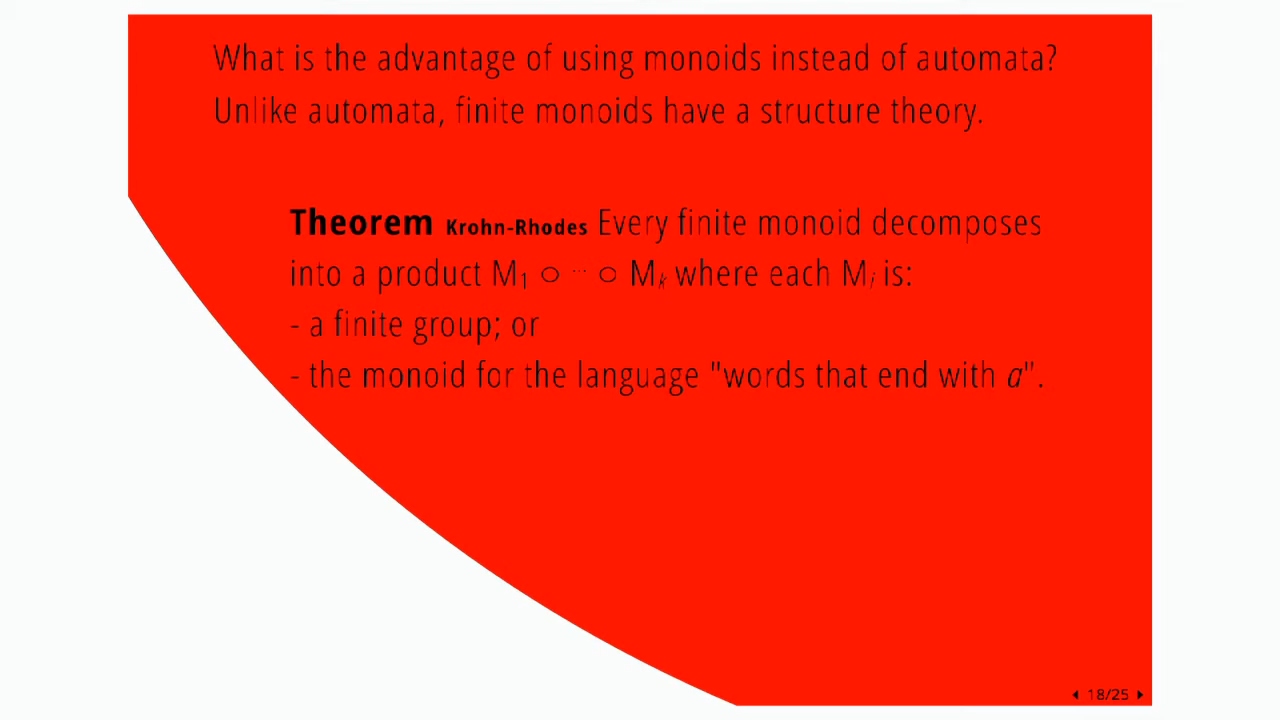 What is the advantage of using monoids instead of automata?
Unlike automata, finite monoids have a structure theory.
Theorem Krohn-Rhodes Every finite monoid decomposes
into a product M₁ ○ ··· ○ Mₖ where each Mᵢ is:
- a finite group; or
- the monoid for the language "words that end with a".
18/25